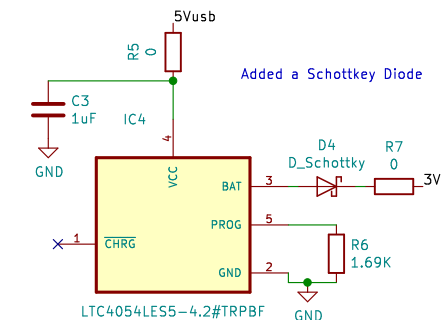 5Vusb
R5
0
Added a Schottkey Diode
C3
1uF
IC4
GND
4
VCC
D4
D_Schottky
R7
0
BAT
3
3V
PROG
5
1
CHRG
R6
1.69K
GND
2
LTC4054LES5-4.2#TRPBF
GND